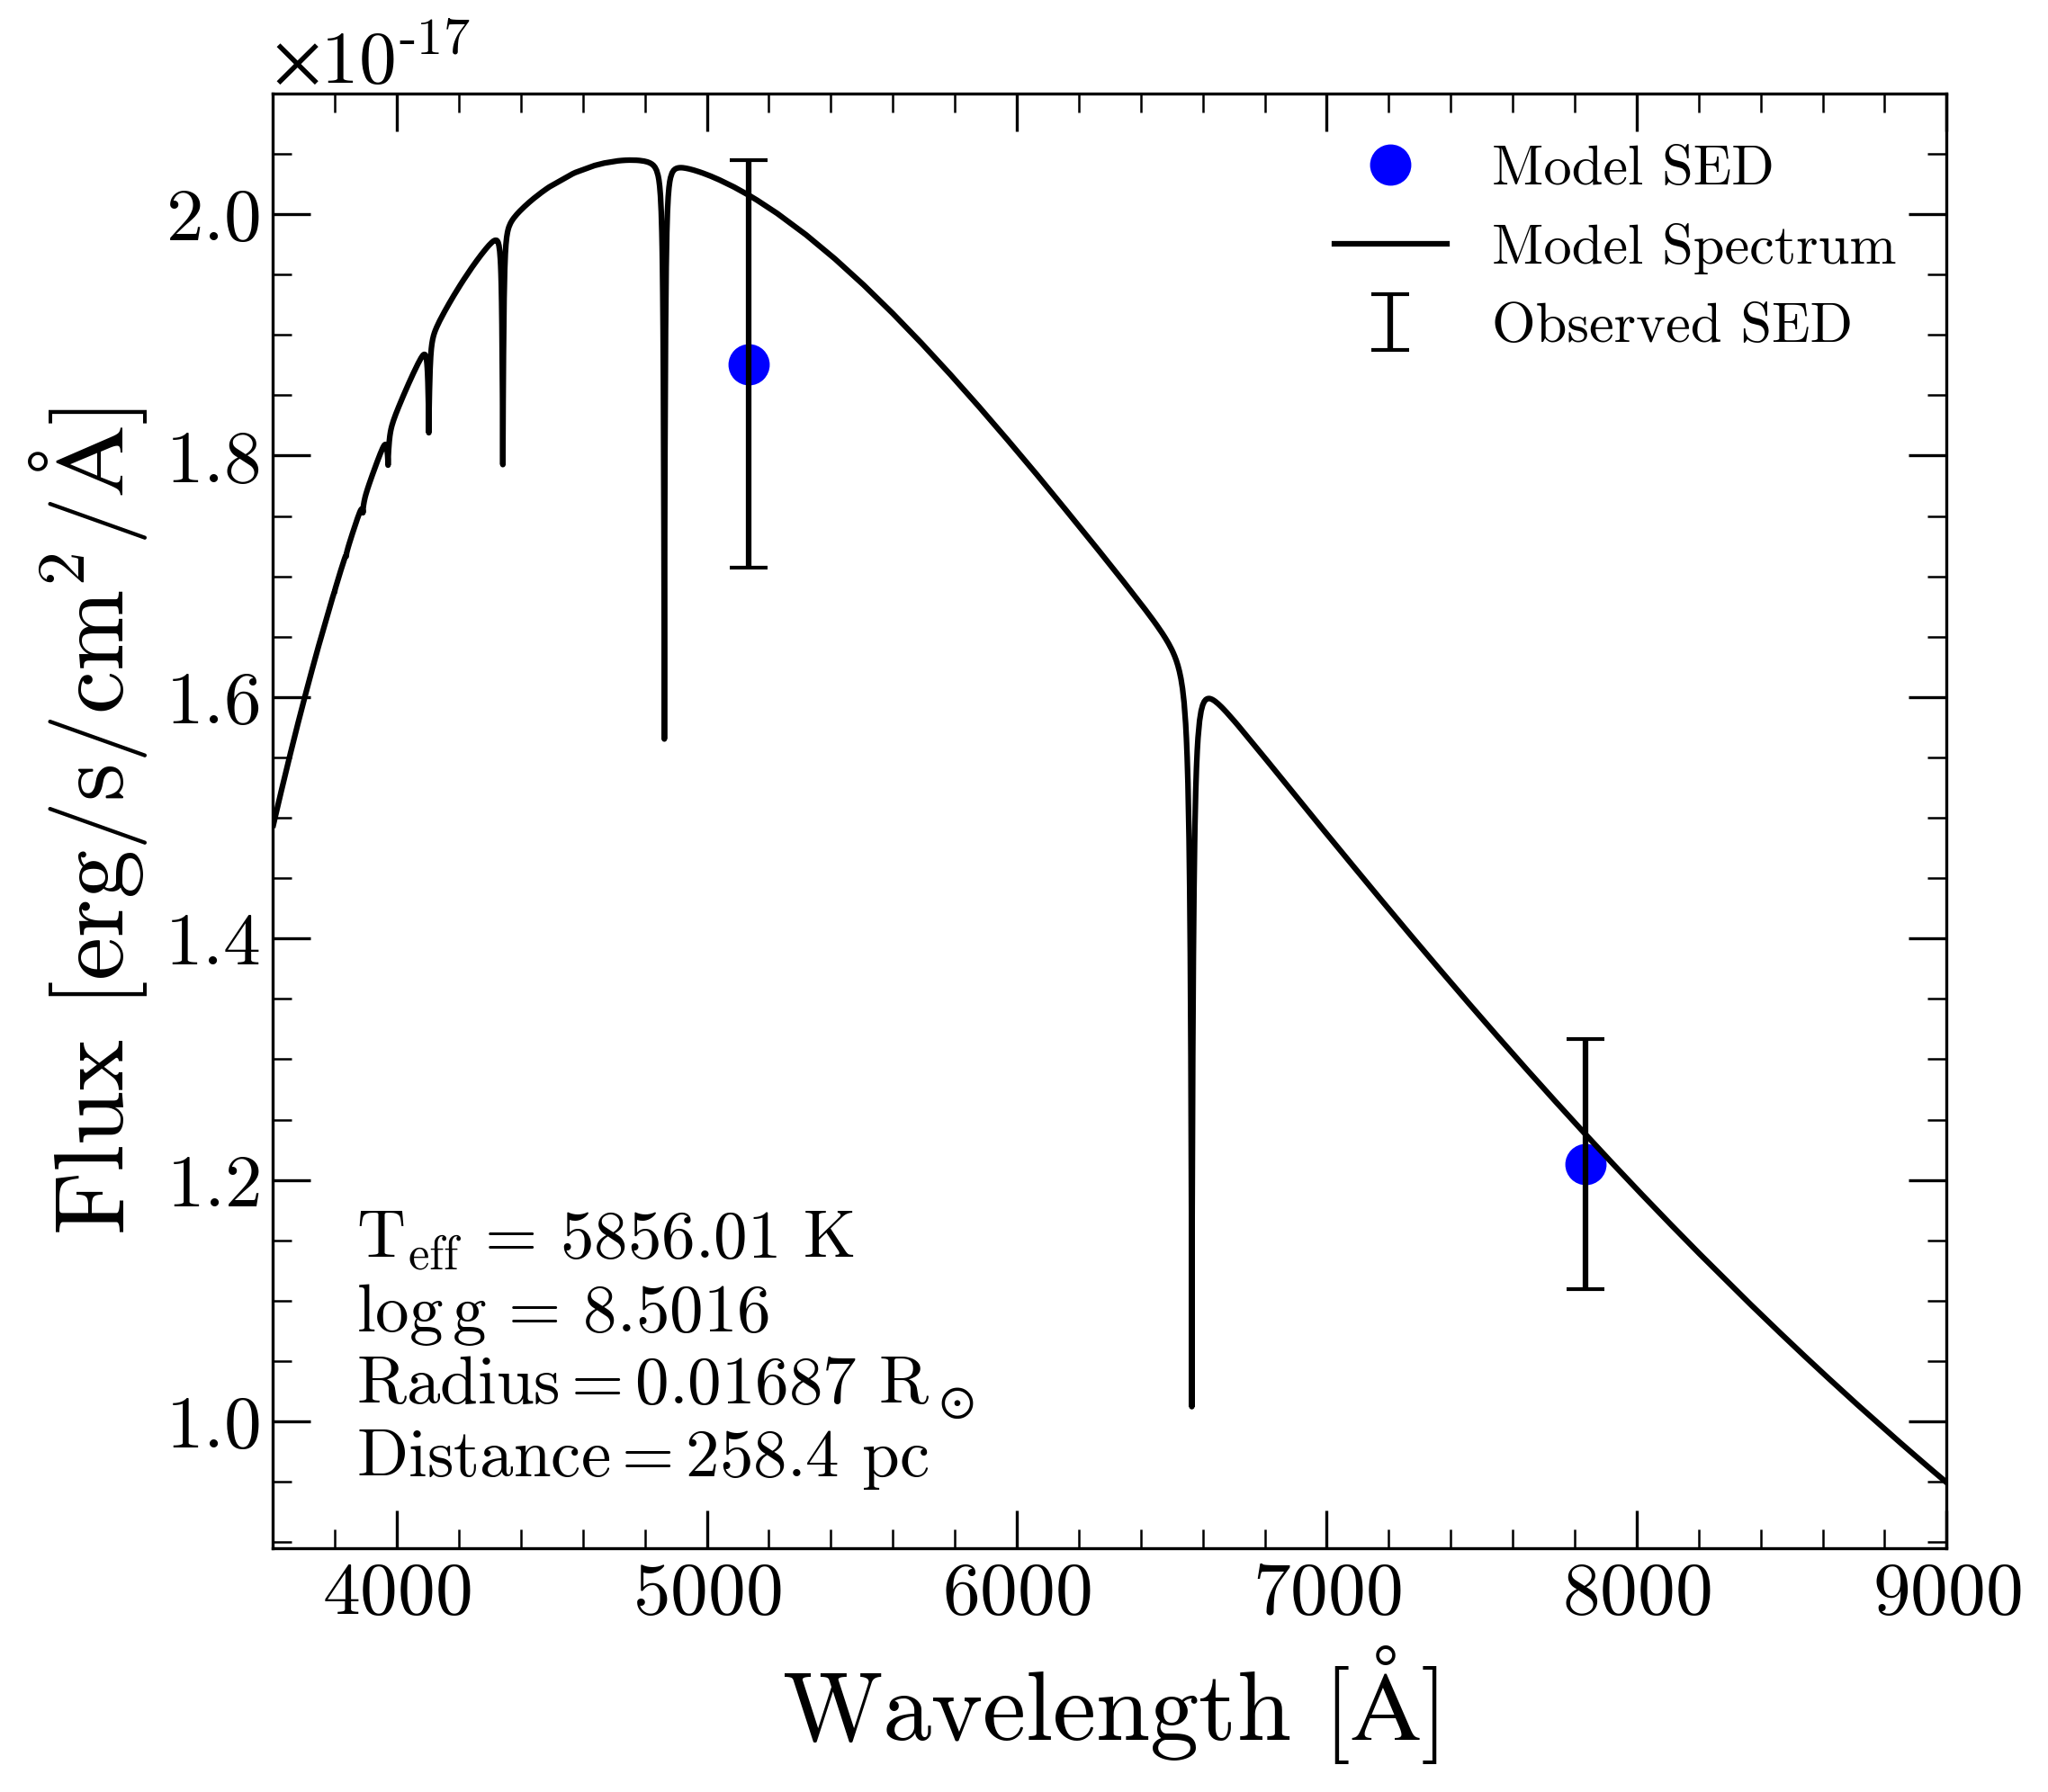 ×10⁻¹⁷
Model SED
Model Spectrum
Observed SED
2.0
1.8
1.6
1.4
1.2
1.0
Flux [erg/s/cm²/Å]
T_eff = 5856.01 K
log g = 8.5016
Radius = 0.01687 R_⊙
Distance = 258.4 pc
4000 5000 6000 7000 8000 9000
Wavelength [Å]